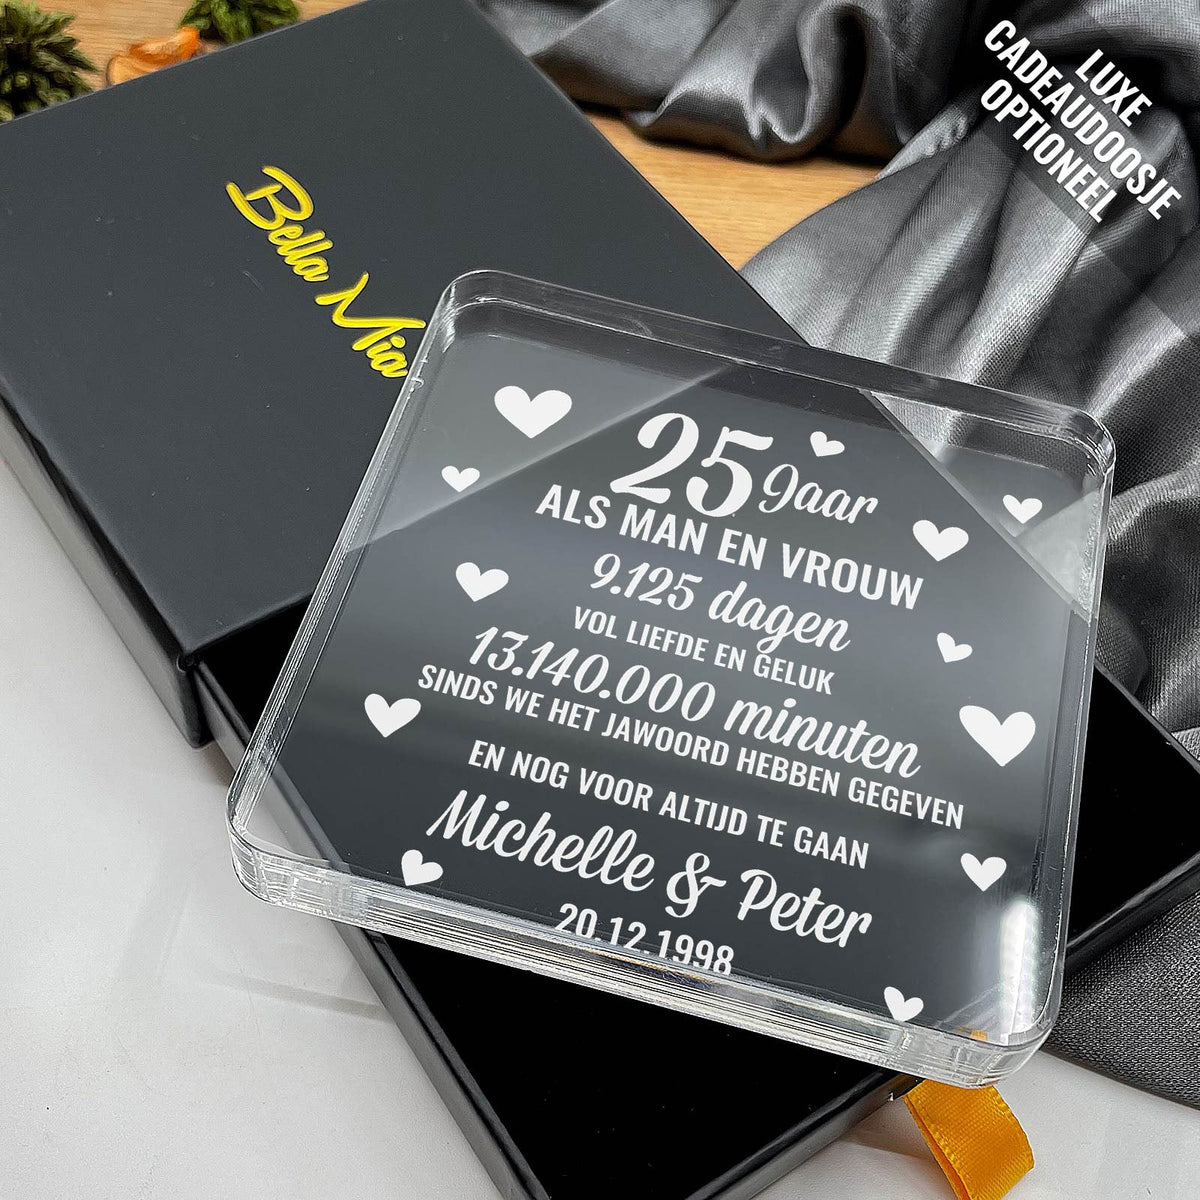 LUXE
CADEAUDOOSJE
OPTIONEEL
Bella Mia
25 Jaar
ALS MAN EN VROUW
9.125 dagen
VOL LIEFDE EN GELUK
13.140.000 minuten
SINDS WE HET JAWOORD HEBBEN GEGEVEN
EN NOG VOOR ALTIJD TE GAAN
Michelle & Peter
20.12.1998